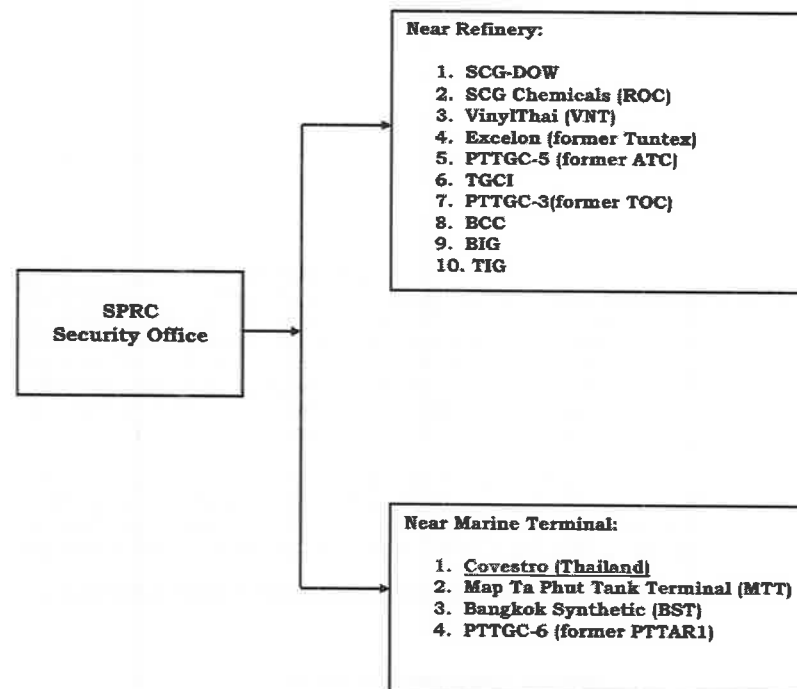 Near Refinery:
1. SCG-DOW
2. SCG Chemicals (ROC)
3. VinylThai (VNT)
4. Excelon (former Tuntex)
5. PTTGC-5 (former ATC)
6. TGCI
7. PTTGC-3(former TOC)
8. BCC
9. BIG
10. TIG
SPRC
Security Office
Near Marine Terminal:
1. Covestro (Thailand)
2. Map Ta Phut Tank Terminal (MTT)
3. Bangkok Synthetic (BST)
4. PTTGC-6 (former PTTAR1)